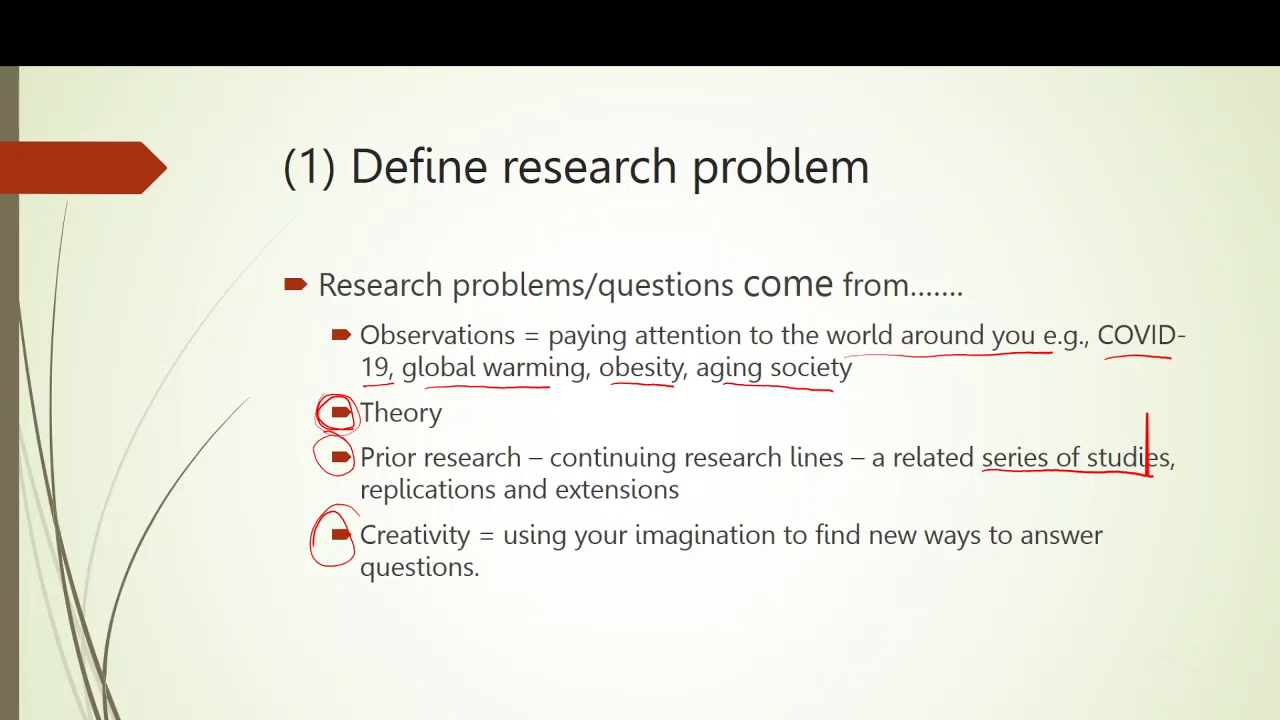 (1) Define research problem
Research problems/questions come from.......
Observations = paying attention to the world around you e.g., COVID-
19, global warming, obesity, aging society
Theory
Prior research – continuing research lines – a related series of studies,
replications and extensions
Creativity = using your imagination to find new ways to answer
questions.